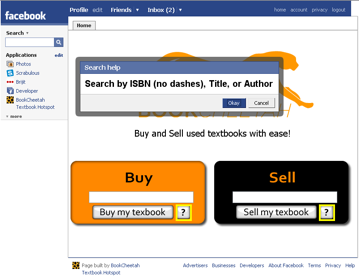 facebook
Profile edit Friends Inbox (2)
home account privacy logout
Search
Applications edit
Photos
Scrabulous
Bnjit
Developer
BookCheetah
Textbook Hotspot
more
Home
Search help
Search by ISBN (no dashes), Title, or Author
Okay Cancel
BOOKCHEETAH
Buy and Sell used textbooks with ease!
Buy
Buy my texbook ?
Sell
Sell my texbook ?
Page built by BookCheetah
Textbook Hotspot
Advertisers Businesses Developers About Facebook Terms Privacy Help